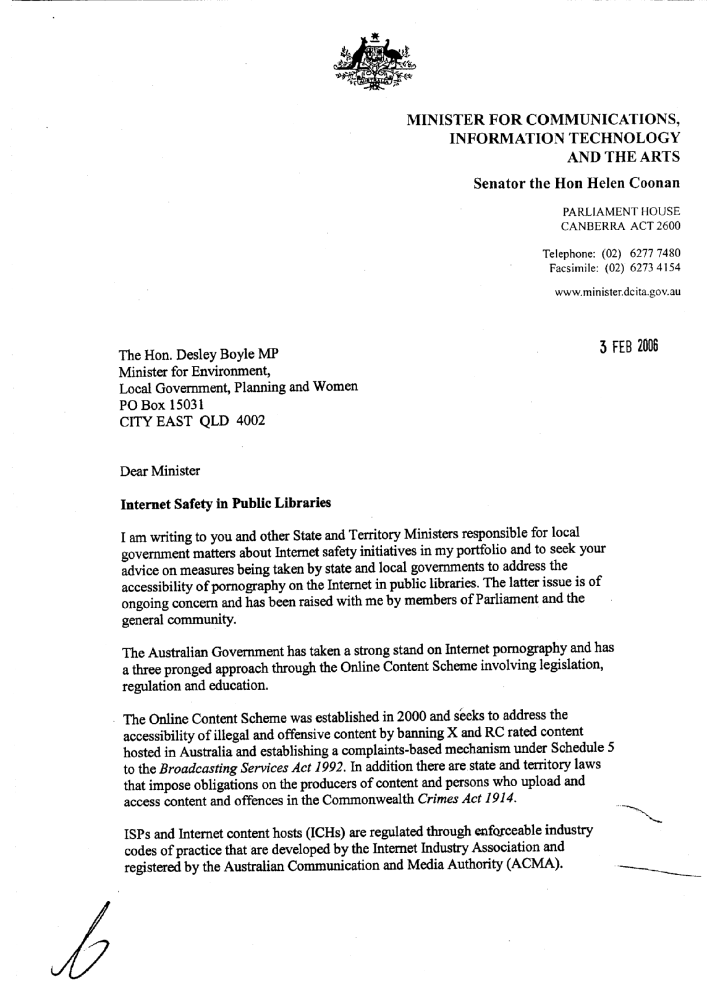 AUSTRALIA
MINISTER FOR COMMUNICATIONS,
INFORMATION TECHNOLOGY
AND THE ARTS
Senator the Hon Helen Coonan
PARLIAMENT HOUSE
CANBERRA ACT 2600
Telephone: (02) 6277 7480
Facsimile: (02) 6273 4154
www.minister.dcita.gov.au
3 FEB 2006
The Hon. Desley Boyle MP
Minister for Environment,
Local Government, Planning and Women
PO Box 15031
CITY EAST QLD 4002
Dear Minister
Internet Safety in Public Libraries
I am writing to you and other State and Territory Ministers responsible for local
government matters about Internet safety initiatives in my portfolio and to seek your
advice on measures being taken by state and local governments to address the
accessibility of pornography on the Internet in public libraries. The latter issue is of
ongoing concern and has been raised with me by members of Parliament and the
general community.
The Australian Government has taken a strong stand on Internet pornography and has
a three pronged approach through the Online Content Scheme involving legislation,
regulation and education.
The Online Content Scheme was established in 2000 and seeks to address the
accessibility of illegal and offensive content by banning X and RC rated content
hosted in Australia and establishing a complaints-based mechanism under Schedule 5
to the Broadcasting Services Act 1992. In addition there are state and territory laws
that impose obligations on the producers of content and persons who upload and
access content and offences in the Commonwealth Crimes Act 1914.
ISPs and Internet content hosts (ICHs) are regulated through enforceable industry
codes of practice that are developed by the Internet Industry Association and
registered by the Australian Communication and Media Authority (ACMA).